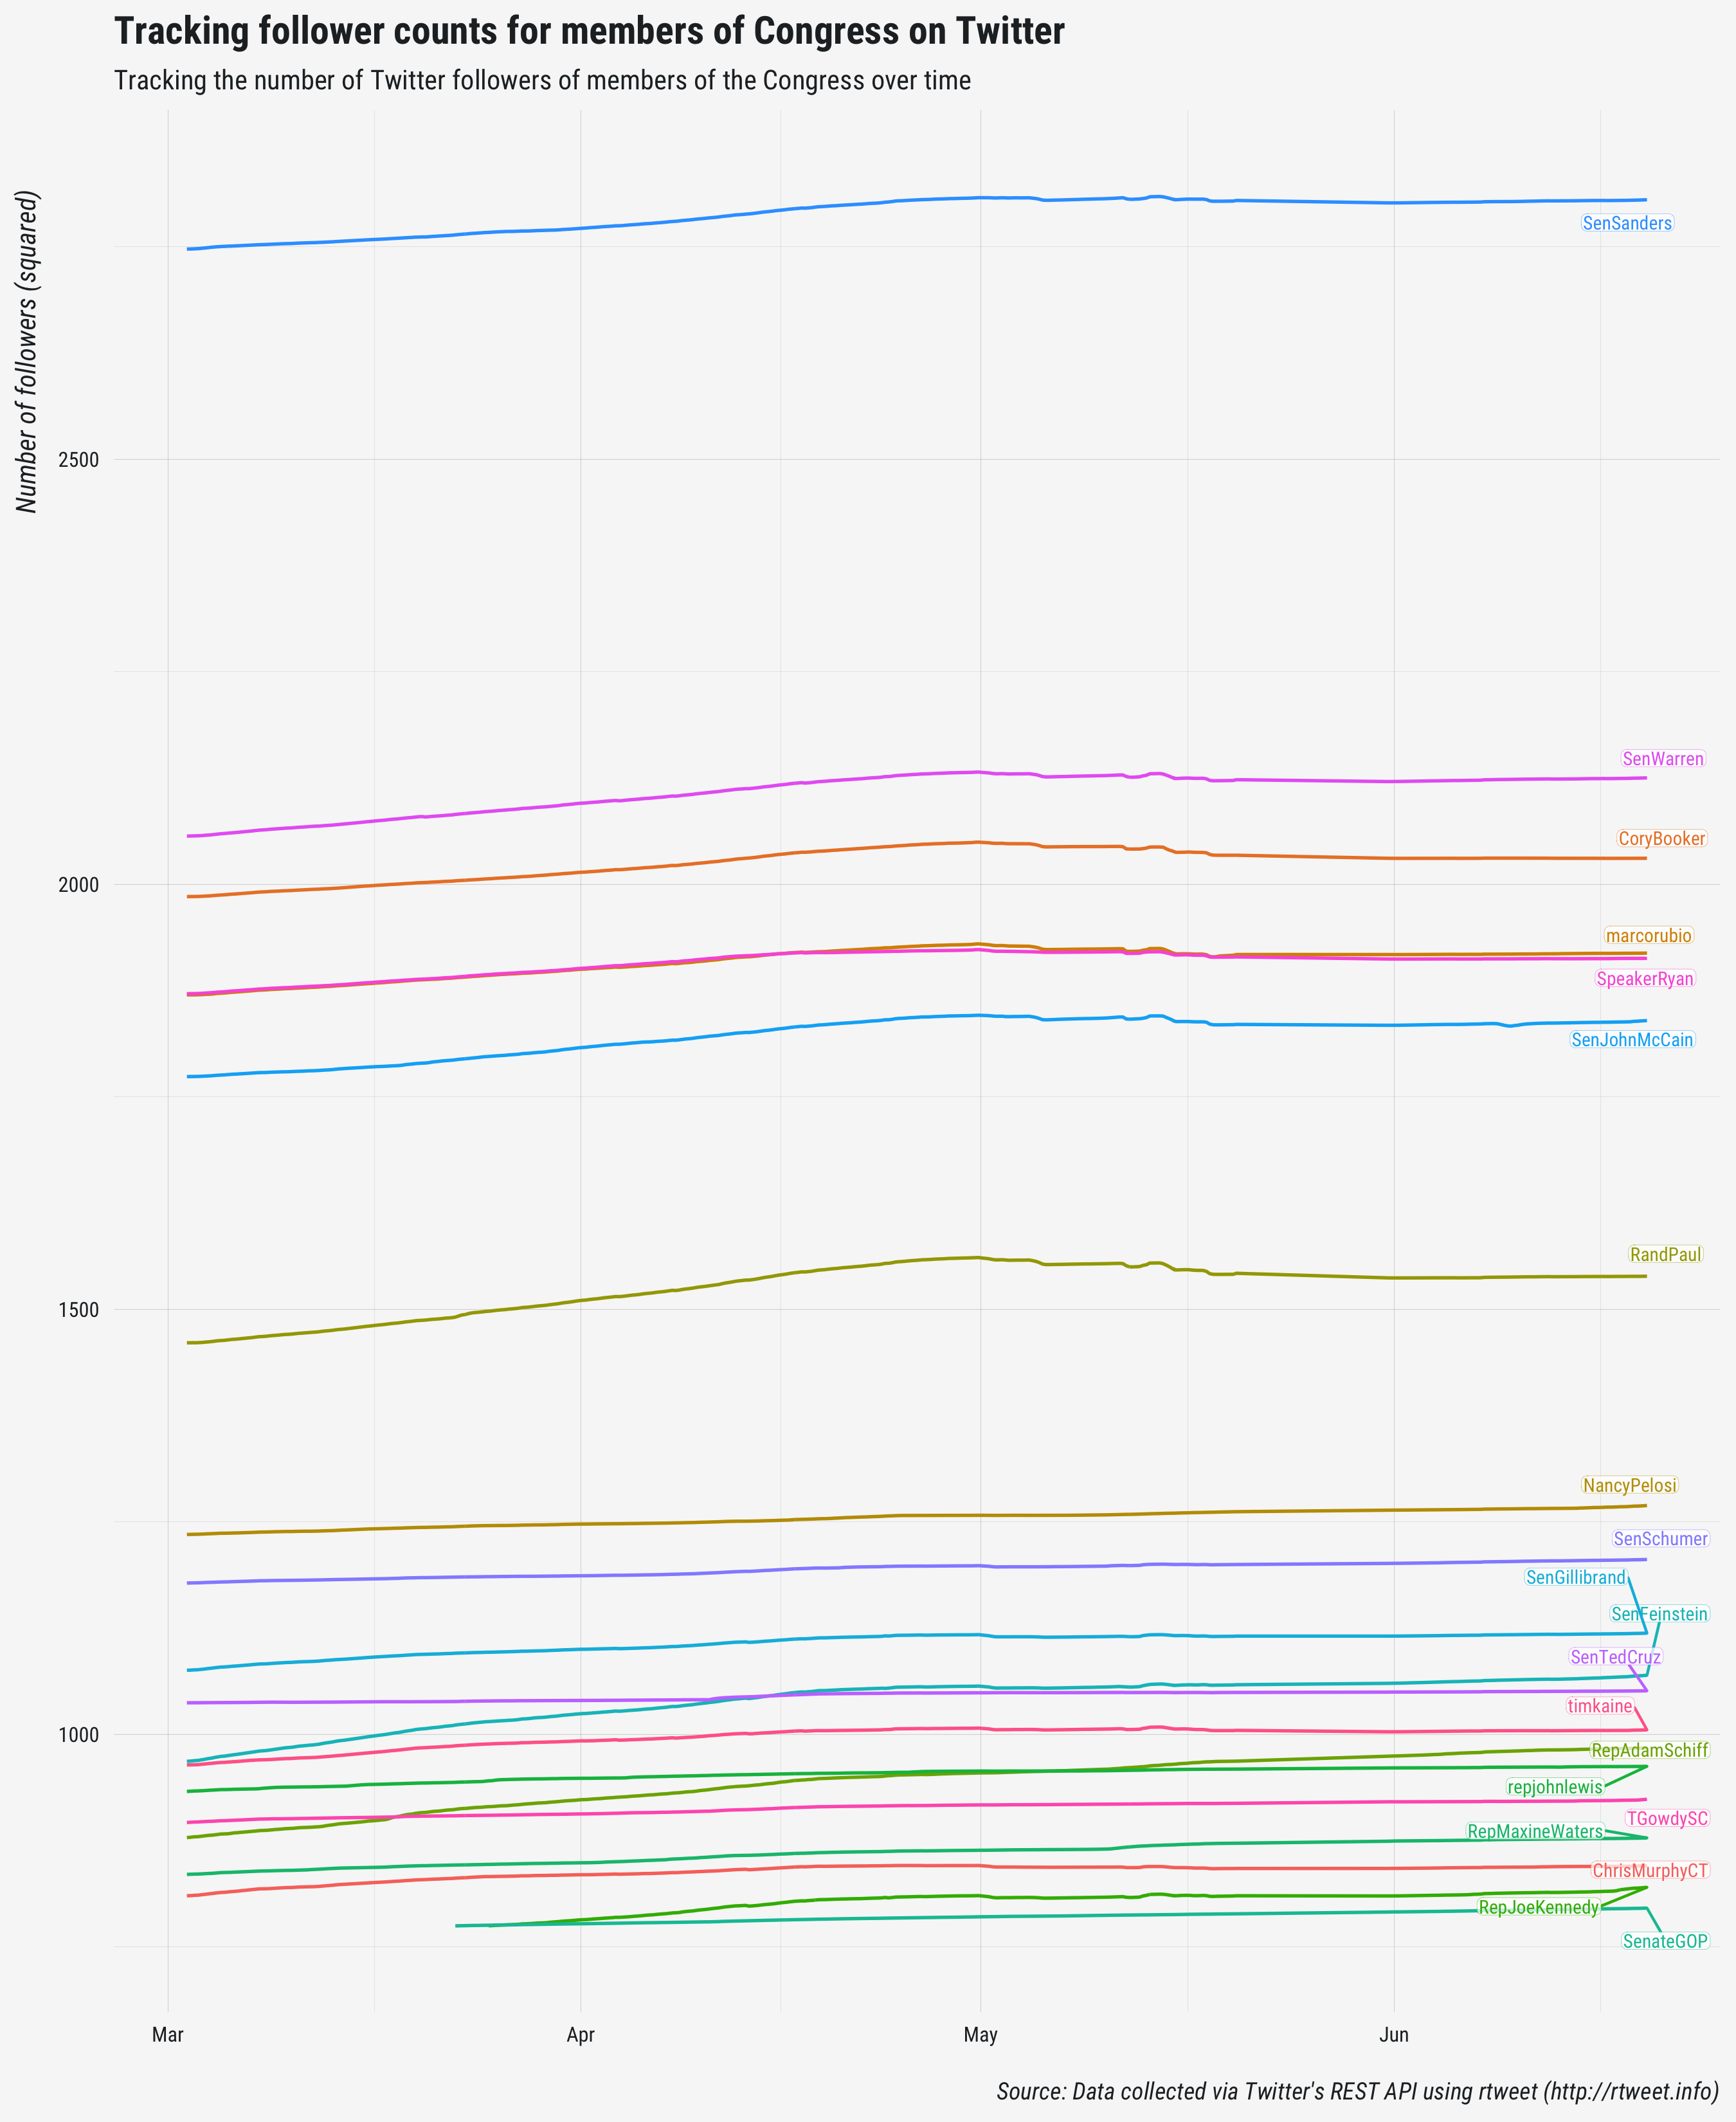 Tracking follower counts for members of Congress on Twitter
Tracking the number of Twitter followers of members of the Congress over time
Number of followers (squared)
SenSanders
2500
SenWarren
CoryBooker
2000
marcorubio
SpeakerRyan
SenJohnMcCain
RandPaul
1500
NancyPelosi
SenSchumer
SenGillibrand
SenFeinstein
SenTedCruz
timkaine
1000
RepAdamSchiff
repjohnlewis
TGowdySC
RepMaxineWaters
ChrisMurphyCT
RepJoeKennedy
SenateGOP
Mar Apr May Jun
Source: Data collected via Twitter's REST API using rtweet (http://rtweet.info)